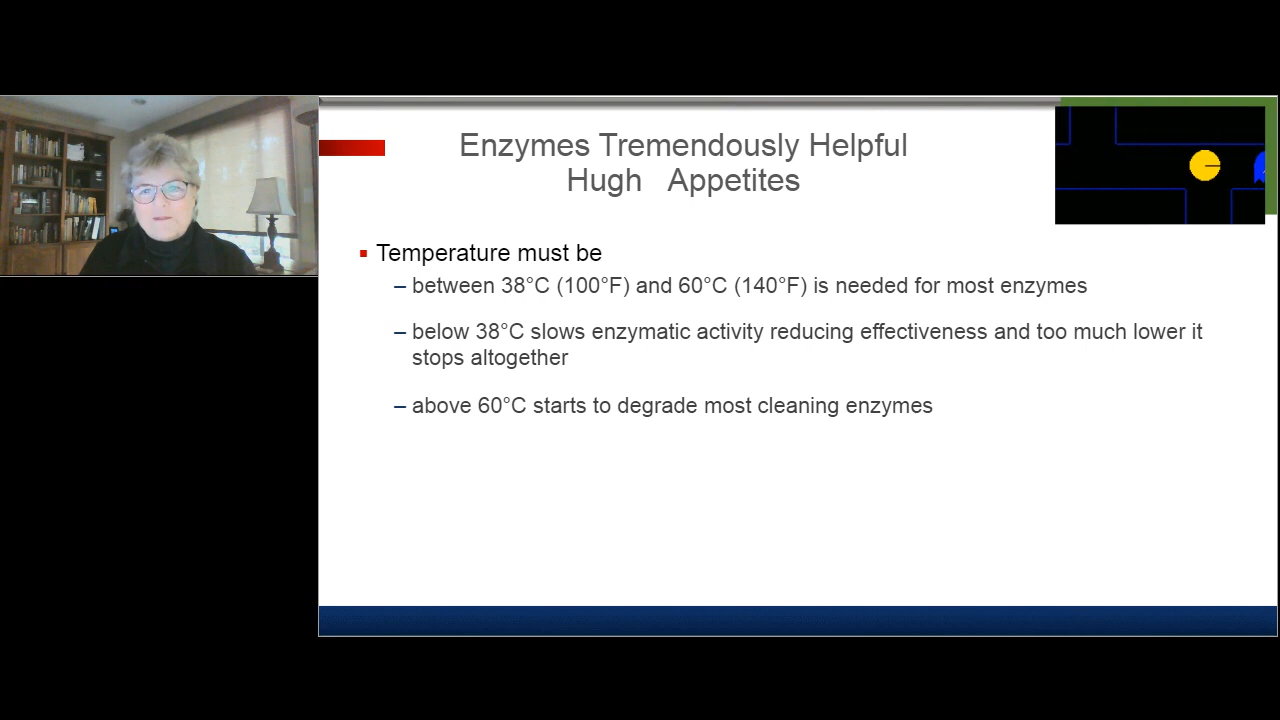 Enzymes Tremendously Helpful
Hugh Appetites
Temperature must be
– between 38°C (100°F) and 60°C (140°F) is needed for most enzymes
– below 38°C slows enzymatic activity reducing effectiveness and too much lower it
stops altogether
– above 60°C starts to degrade most cleaning enzymes